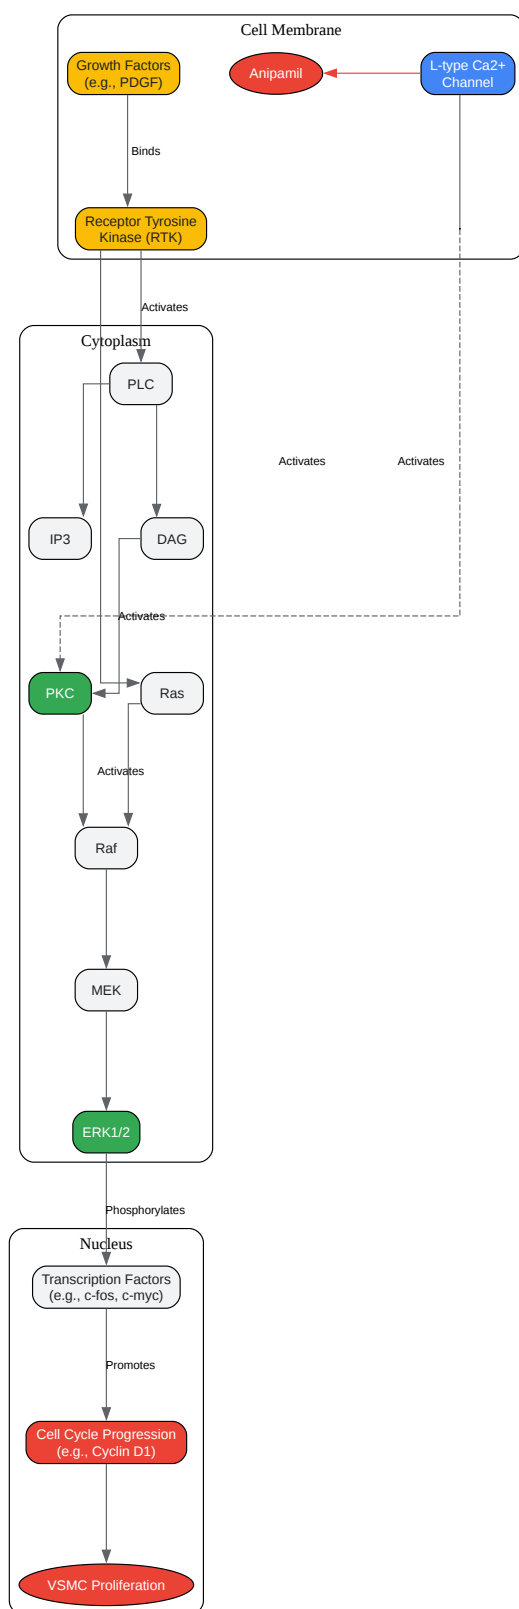 Cell Membrane
Growth Factors
(e.g., PDGF)
Anipamil
L-type Ca2+
Channel
Binds
Receptor Tyrosine
Kinase (RTK)
Activates
Cytoplasm
PLC
Activates
Activates
IP3
DAG
Activates
PKC
Ras
Activates
Raf
MEK
ERK1/2
Phosphorylates
Nucleus
Transcription Factors
(e.g., c-fos, c-myc)
Promotes
Cell Cycle Progression
(e.g., Cyclin D1)
VSMC Proliferation